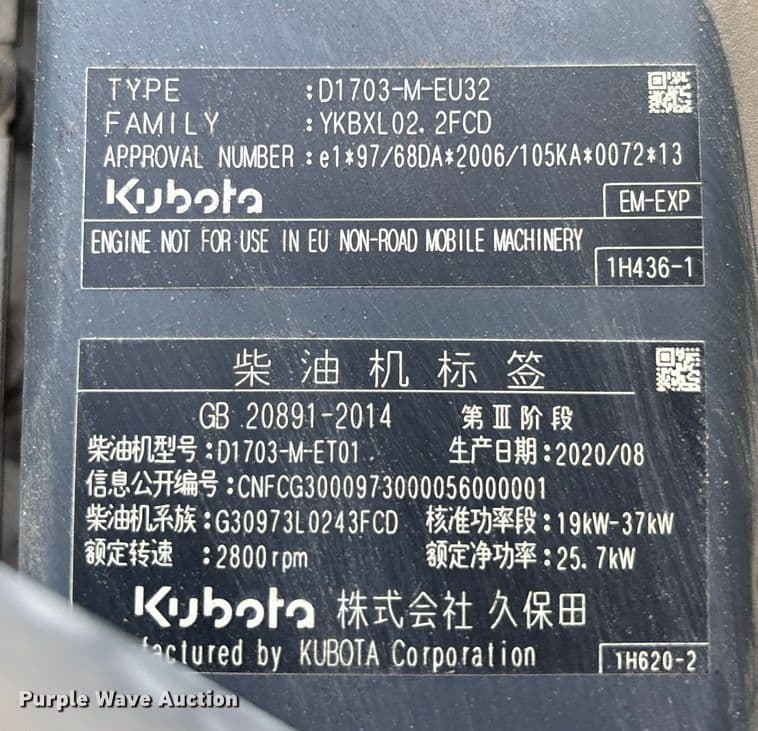 TYPE :D1703-M-EU32
FAMILY :YKBXL02.2FCD
APPROVAL NUMBER :e1*97/68DA*2006/105KA*0072*13
Kubota EM-EXP
ENGINE NOT FOR USE IN EU NON-ROAD MOBILE MACHINERY
1H436-1
柴油机标签
GB 20891-2014 第Ⅲ阶段
柴油机型号:D1703-M-ET01 生产日期:2020/08
信息公开编号:CNFCG3000973000056000001
柴油机系族:G30973L0243FCD 核准功率段:19kW-37kW
额定转速 :2800rpm 额定净功率:25.7kW
Kubota 株式会社 久保田
factured by KUBOTA Corporation 1H620-2
Purple Wave Auction